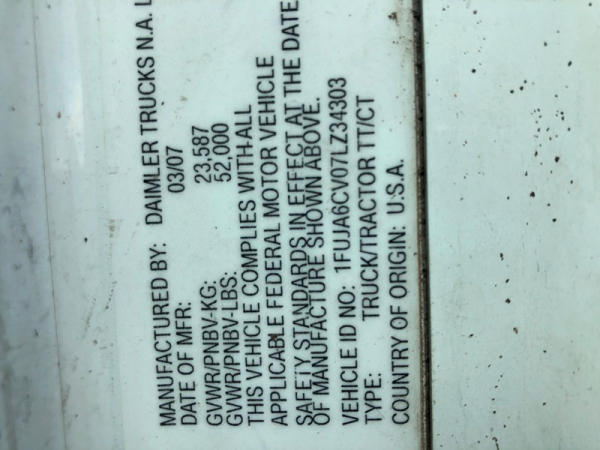 MANUFACTURED BY: DAIMLER TRUCKS N.A. L
DATE OF MFR: 03/07
GVWR/PNBV-KG: 23,587
GVWR/PNBV-LBS: 52,000
THIS VEHICLE COMPLIES WITH ALL
APPLICABLE FEDERAL MOTOR VEHICLE
SAFETY STANDARDS IN EFFECT AT THE DATE
OF MANUFACTURE SHOWN ABOVE.
VEHICLE ID NO: 1FUJA6CV07LZ34303
TYPE: TRUCK/TRACTOR TT/CT
COUNTRY OF ORIGIN: U.S.A.